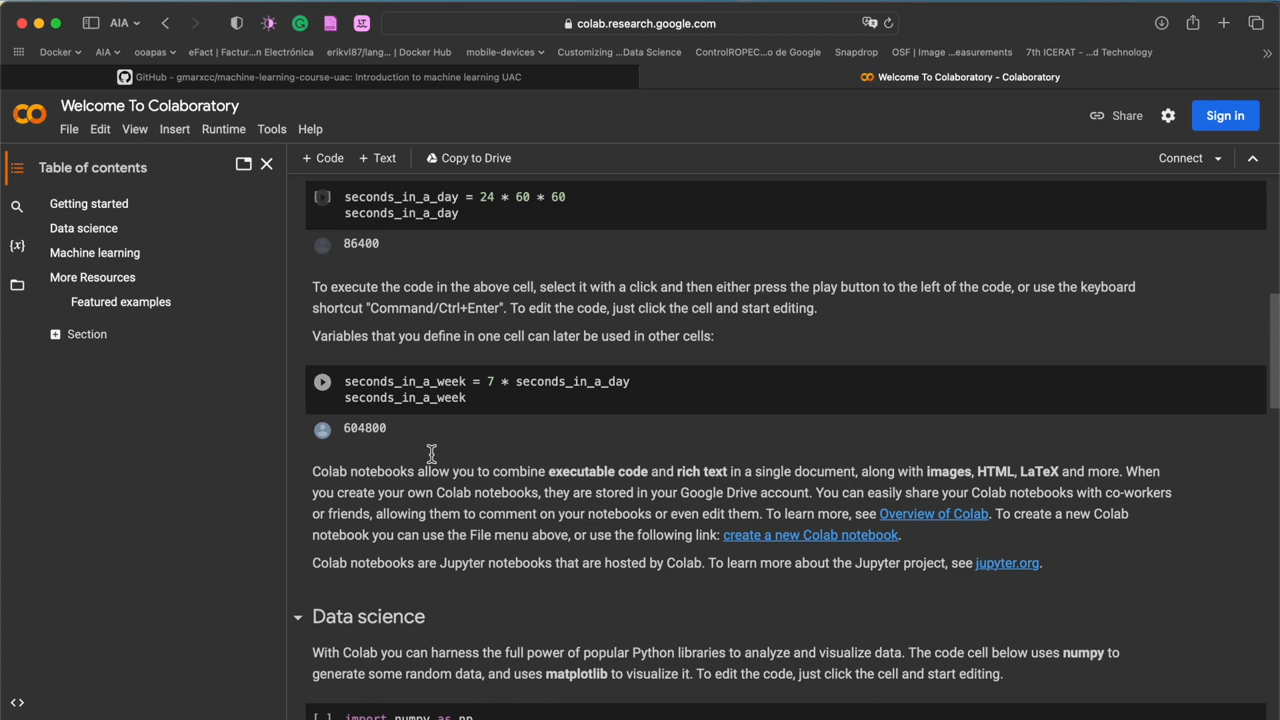 AIA
LT
colab.research.google.com
Docker
AIA
ooapas
eFact | Factur...n Electrónica
erikvl87/lang... | Docker Hub
mobile-devices
Customizing ...Data Science
ControlROPEC...o de Google
Snapdrop
OSF | Image ...easurements
7th ICERAT - ...d Technology
GitHub - gmarxcc/machine-learning-course-uac: Introduction to machine learning UAC
Welcome To Colaboratory - Colaboratory
Welcome To Colaboratory
File Edit View Insert Runtime Tools Help
Share
Sign in
Table of contents
+ Code + Text
Copy to Drive
Connect
Getting started
Data science
Machine learning
More Resources
Featured examples
Section
{x}
seconds_in_a_day = 24 * 60 * 60
seconds_in_a_day
86400
To execute the code in the above cell, select it with a click and then either press the play button to the left of the code, or use the keyboard
shortcut "Command/Ctrl+Enter". To edit the code, just click the cell and start editing.
Variables that you define in one cell can later be used in other cells:
seconds_in_a_week = 7 * seconds_in_a_day
seconds_in_a_week
604800
Colab notebooks allow you to combine executable code and rich text in a single document, along with images, HTML, LaTeX and more. When
you create your own Colab notebooks, they are stored in your Google Drive account. You can easily share your Colab notebooks with co-workers
or friends, allowing them to comment on your notebooks or even edit them. To learn more, see Overview of Colab. To create a new Colab
notebook you can use the File menu above, or use the following link: create a new Colab notebook.
Colab notebooks are Jupyter notebooks that are hosted by Colab. To learn more about the Jupyter project, see jupyter.org.
Data science
With Colab you can harness the full power of popular Python libraries to analyze and visualize data. The code cell below uses numpy to
generate some random data, and uses matplotlib to visualize it. To edit the code, just click the cell and start editing.
[ ] import numpy as np